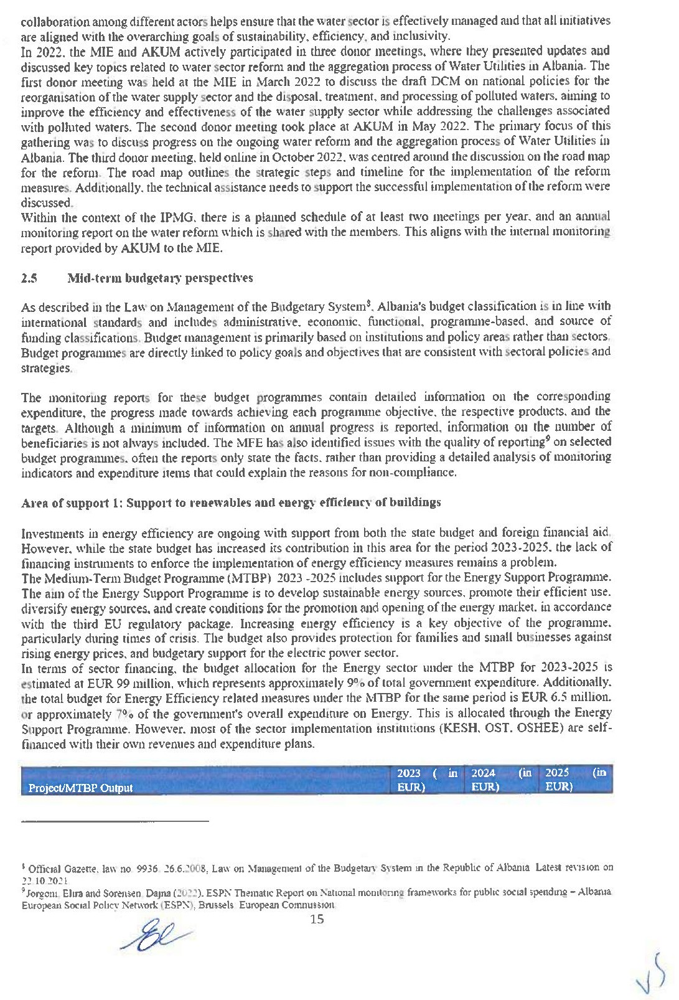 collaboration among different actors helps ensure that the water sector is effectively managed and that all initiatives
are aligned with the overarching goals of sustainability, efficiency, and inclusivity.
In 2022, the MIE and AKUM actively participated in three donor meetings, where they presented updates and
discussed key topics related to water sector reform and the aggregation process of Water Utilities in Albania. The
first donor meeting was held at the MIE in March 2022 to discuss the draft DCM on national policies for the
reorganisation of the water supply sector and the disposal, treatment, and processing of polluted waters, aiming to
improve the efficiency and effectiveness of the water supply sector while addressing the challenges associated
with polluted waters. The second donor meeting took place at AKUM in May 2022. The primary focus of this
gathering was to discuss progress on the ongoing water reform and the aggregation process of Water Utilities in
Albania. The third donor meeting, held online in October 2022, was centred around the discussion on the road map
for the reform. The road map outlines the strategic steps and timeline for the implementation of the reform
measures. Additionally, the technical assistance needs to support the successful implementation of the reform were
discussed.
Within the context of the IPMG, there is a planned schedule of at least two meetings per year, and an annual
monitoring report on the water reform which is shared with the members. This aligns with the internal monitoring
report provided by AKUM to the MIE.
2.5 Mid-term budgetary perspectives
As described in the Law on Management of the Budgetary System⁸, Albania's budget classification is in line with
international standards and includes administrative, economic, functional, programme-based, and source of
funding classifications. Budget management is primarily based on institutions and policy areas rather than sectors.
Budget programmes are directly linked to policy goals and objectives that are consistent with sectoral policies and
strategies.
The monitoring reports for these budget programmes contain detailed information on the corresponding
expenditure, the progress made towards achieving each programme objective, the respective products, and the
targets. Although a minimum of information on annual progress is reported, information on the number of
beneficiaries is not always included. The MFE has also identified issues with the quality of reporting⁹ on selected
budget programmes, often the reports only state the facts, rather than providing a detailed analysis of monitoring
indicators and expenditure items that could explain the reasons for non-compliance.
Area of support 1: Support to renewables and energy efficiency of buildings
Investments in energy efficiency are ongoing with support from both the state budget and foreign financial aid.
However, while the state budget has increased its contribution in this area for the period 2023-2025, the lack of
financing instruments to enforce the implementation of energy efficiency measures remains a problem.
The Medium-Term Budget Programme (MTBP) 2023 -2025 includes support for the Energy Support Programme.
The aim of the Energy Support Programme is to develop sustainable energy sources, promote their efficient use,
diversify energy sources, and create conditions for the promotion and opening of the energy market, in accordance
with the third EU regulatory package. Increasing energy efficiency is a key objective of the programme,
particularly during times of crisis. The budget also provides protection for families and small businesses against
rising energy prices, and budgetary support for the electric power sector.
In terms of sector financing, the budget allocation for the Energy sector under the MTBP for 2023-2025 is
estimated at EUR 99 million, which represents approximately 9% of total government expenditure. Additionally,
the total budget for Energy Efficiency related measures under the MTBP for the same period is EUR 6.5 million,
or approximately 7% of the government's overall expenditure on Energy. This is allocated through the Energy
Support Programme. However, most of the sector implementation institutions (KESH, OST, OSHEE) are self-
financed with their own revenues and expenditure plans.
Project/MTBP Output 2023 ( in EUR) 2024 (in EUR) 2025 (in EUR)
⁸ Official Gazette, law no. 9936, 26.6.2008, Law on Management of the Budgetary System in the Republic of Albania Latest revision on
22.10.2021
⁹ Jorgoni, Elira and Sorensen, Dajna (2022). ESPN Thematic Report on National monitoring frameworks for public social spending – Albania
European Social Policy Network (ESPN), Brussels: European Commission
15